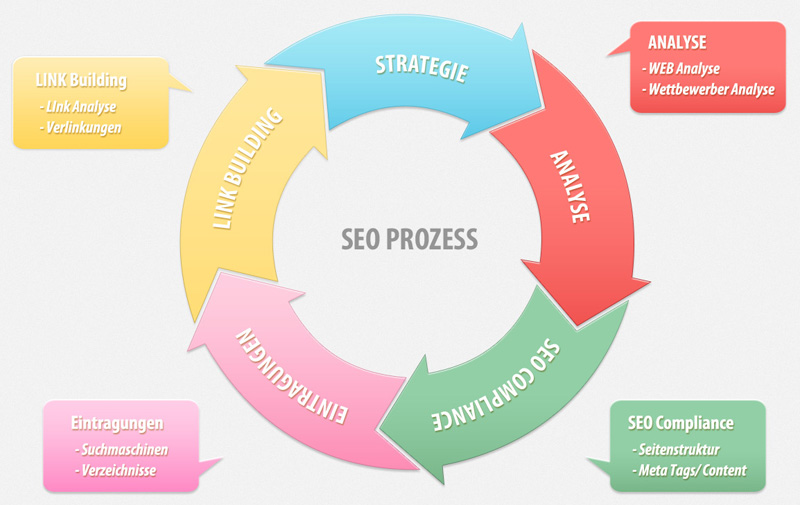 STRATEGIE
ANALYSE
SEO COMPLIANCE
EINTRAGUNGEN
LINK BUILDING
SEO PROZESS
LINK Building
- LInk Analyse
- Verlinkungen
ANALYSE
- WEB Analyse
- Wettbewerber Analyse
Eintragungen
- Suchmaschinen
- Verzeichnisse
SEO Compliance
- Seitenstruktur
- Meta Tags/ Content